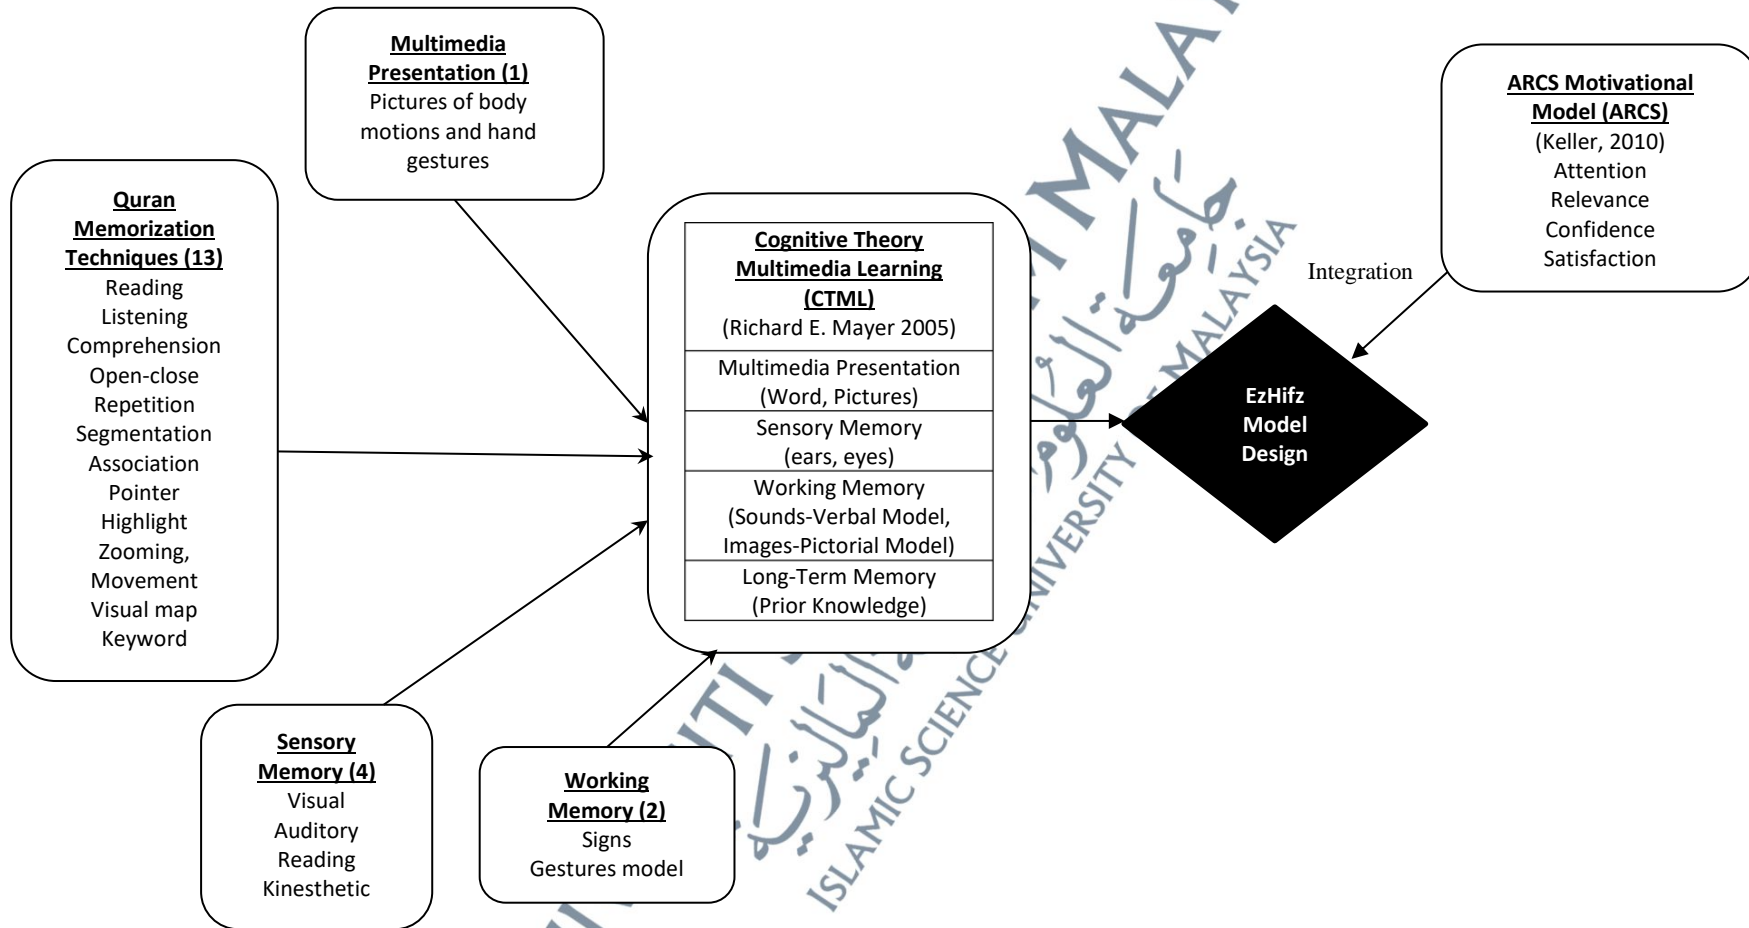 Multimedia
Presentation (1)
Pictures of body
motions and hand
gestures
Quran
Memorization
Techniques (13)
Reading
Listening
Comprehension
Open-close
Repetition
Segmentation
Association
Pointer
Highlight
Zooming,
Movement
Visual map
Keyword
Sensory
Memory (4)
Visual
Auditory
Reading
Kinesthetic
Working
Memory (2)
Signs
Gestures model
Cognitive Theory
Multimedia Learning
(CTML)
(Richard E. Mayer 2005)
Multimedia Presentation
(Word, Pictures)
Sensory Memory
(ears, eyes)
Working Memory
(Sounds-Verbal Model,
Images-Pictorial Model)
Long-Term Memory
(Prior Knowledge)
EzHifz
Model
Design
Integration
ARCS Motivational
Model (ARCS)
(Keller, 2010)
Attention
Relevance
Confidence
Satisfaction
جامعة العلوم
ISLAMIC SCIENCE UNIVERSITY OF MALAYSIA